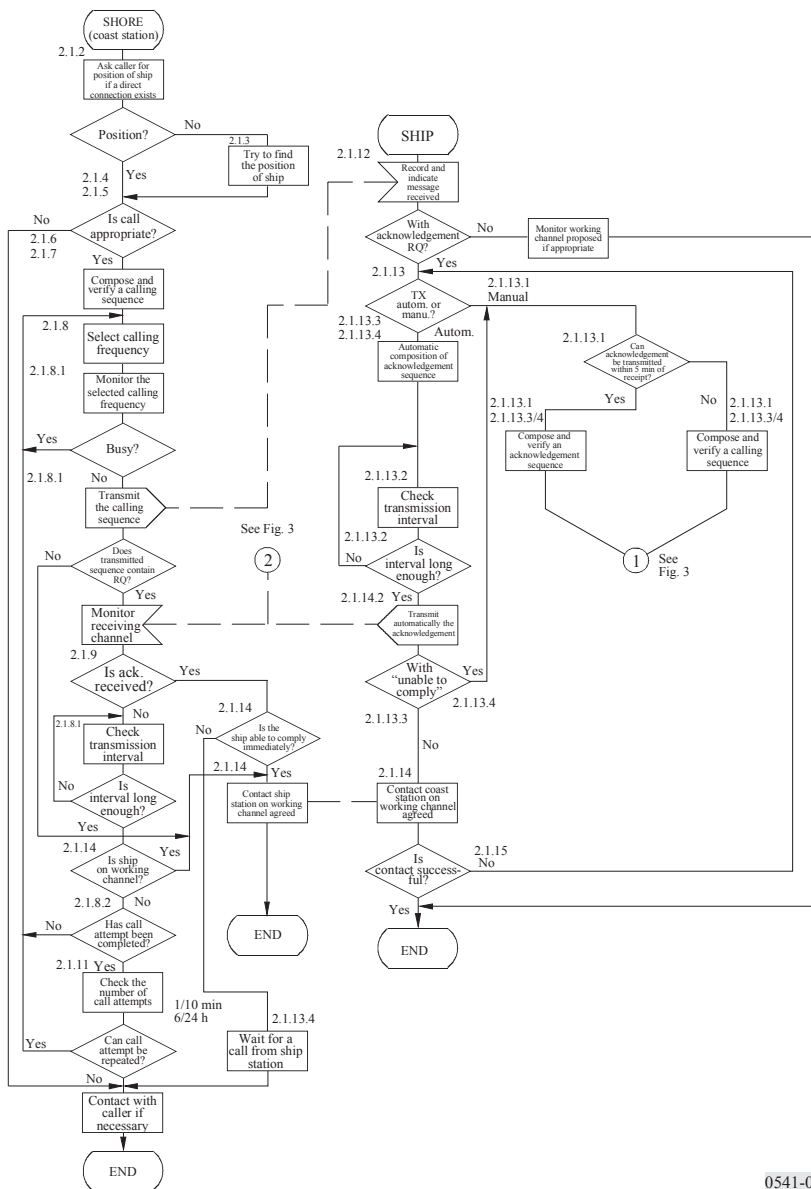 SHORE
(coast station)
2.1.2
Ask caller for
position of ship
if a direct
connection exists
Position?
No
2.1.3
Try to find
the position
of ship
2.1.4
2.1.5
Yes
Is call
appropriate?
No
2.1.6
2.1.7
Yes
Compose and
verify a calling
sequence
2.1.8
Select calling
frequency
2.1.8.1
Monitor the
selected calling
frequency
Yes
Busy?
2.1.8.1
No
Transmit
the calling
sequence
Does
transmitted
sequence contain
RQ?
No
Yes
Monitor
receiving
channel
2.1.9
Is ack.
received?
Yes
No
2.1.8.1
Check
transmission
interval
No
Is
interval long
enough?
Yes
2.1.14
Is ship
on working
channel?
Yes
2.1.8.2
No
No
Has call
attempt been
completed?
2.1.11
Yes
Check the
number of
call attempts
1/10 min
6/24 h
Yes
Can call
attempt be
repeated?
No
Contact with
caller if
necessary
END
2.1.14
No
Is the
ship able to comply
immediately?
2.1.14
Yes
Contact ship
station on working
channel agreed
END
2.1.13.4
Wait for a
call from ship
station
See Fig. 3
2
SHIP
2.1.12
Record and
indicate
message
received
With
acknowledgement
RQ?
No
Monitor working
channel proposed
if appropriate
Yes
2.1.13
TX
autom. or
manu.?
2.1.13.1
Manual
2.1.13.3
2.1.13.4
Autom.
Automatic
composition of
acknowledgement
sequence
2.1.13.1
Can
acknowledgement
be transmitted
within 5 min of
receipt?
Yes
No
2.1.13.1
2.1.13.3/4
Compose and
verify an
acknowledgement
sequence
2.1.13.1
2.1.13.3/4
Compose and
verify a calling
sequence
1
See
Fig. 3
2.1.13.2
Check
transmission
interval
2.1.13.2
No
Is
interval long
enough?
Yes
2.1.14.2
Transmit
automatically the
acknowledgement
With
“unable to
comply”
Yes
2.1.13.4
2.1.13.3
No
2.1.14
Contact coast
station on
working channel
agreed
Is
contact success-
ful?
2.1.15
No
Yes
END
0541-0